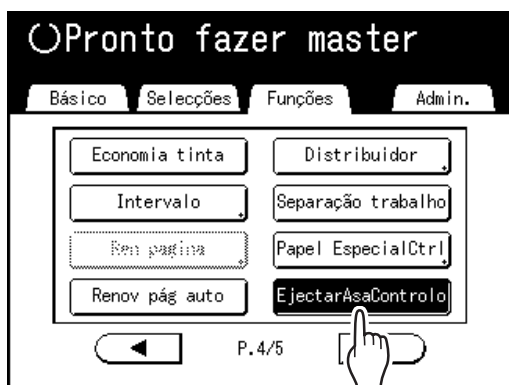 Pronto fazer master
Básico Selecções Funções Admin.
Economia tinta Distribuidor
Intervalo Separação trabalho
Ren pagina Papel EspecialCtrl
Renov pág auto EjectarAsaControlo
P.4/5